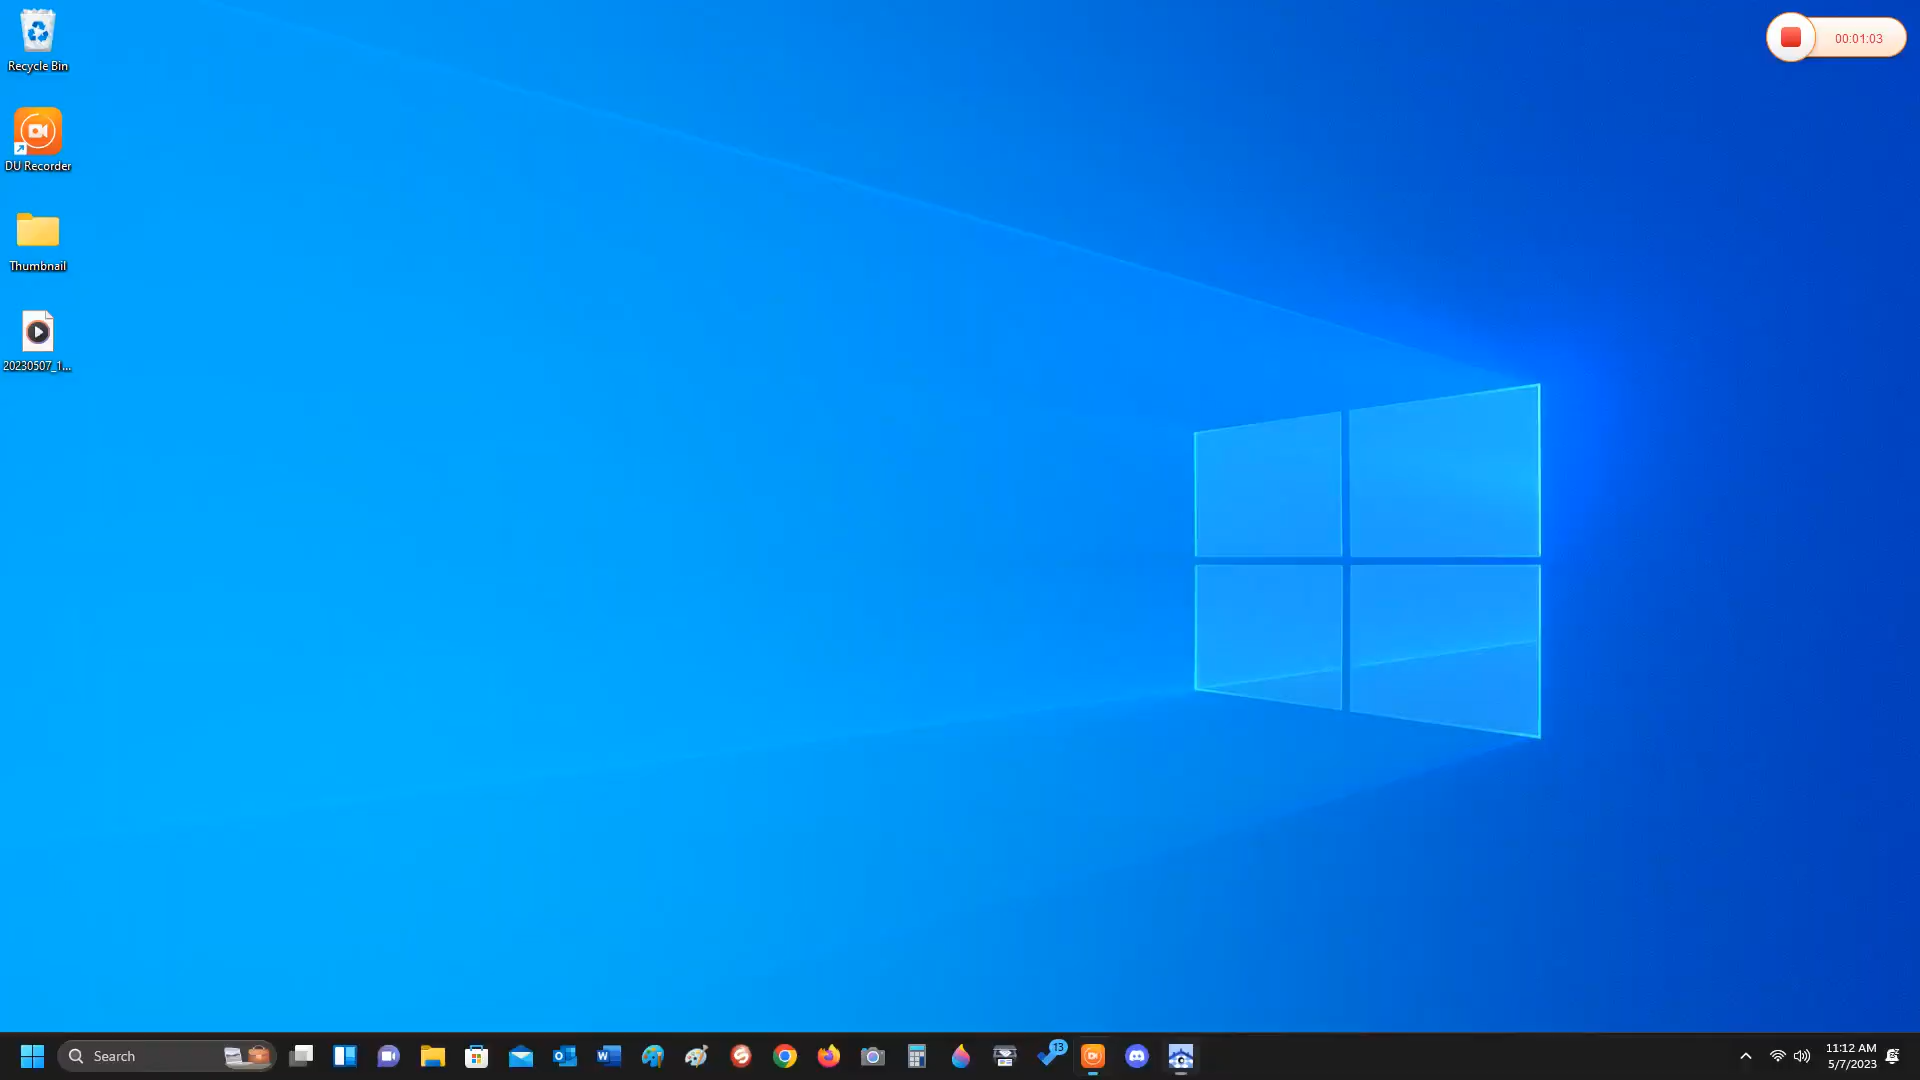 Recycle Bin
00:01:03
DU Recorder
Thumbnail
20230507_1...
Search
13
11:12 AM
5/7/2023